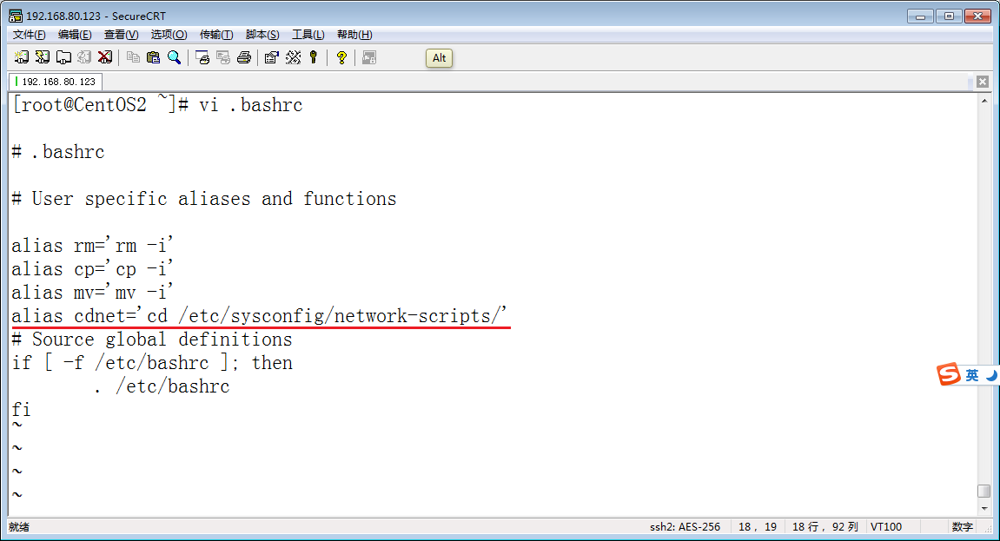 192.168.80.123 - SecureCRT
文件(F) 编辑(E) 查看(V) 选项(O) 传输(T) 脚本(S) 工具(L) 帮助(H)
Alt
192.168.80.123
[root@CentOS2 ~]# vi .bashrc
# .bashrc
# User specific aliases and functions
alias rm='rm -i'
alias cp='cp -i'
alias mv='mv -i'
alias cdnet='cd /etc/sysconfig/network-scripts/'
# Source global definitions
if [ -f /etc/bashrc ]; then
        . /etc/bashrc
fi
~
~
~
~
S 英
就绪 ssh2: AES-256 18 , 19 18 行 , 92 列 VT100 数字